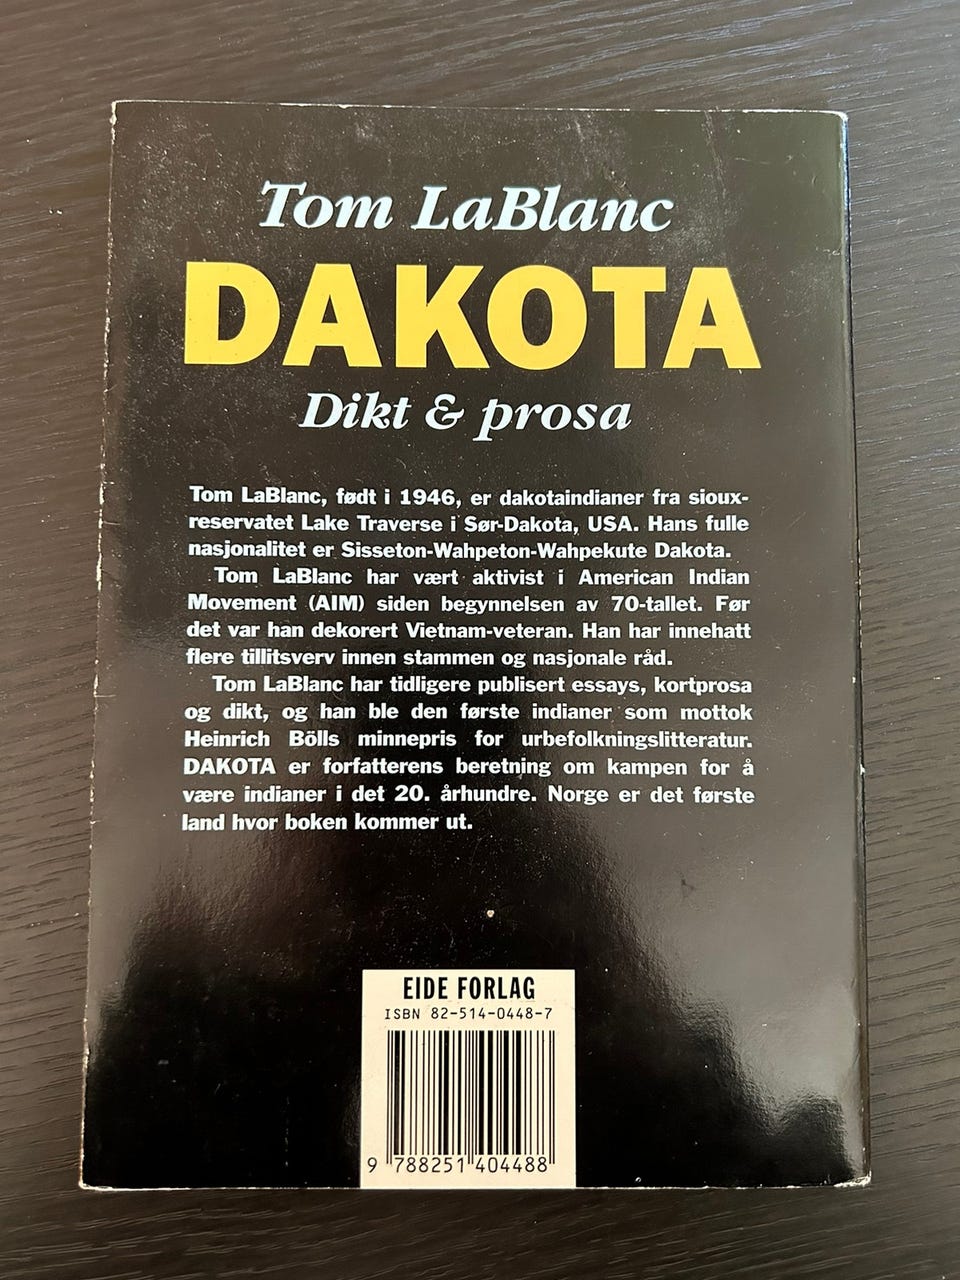 Tom LaBlanc
DAKOTA
Dikt & prosa
Tom LaBlanc, født i 1946, er dakotaindianer fra sioux-
reservatet Lake Traverse i Sør-Dakota, USA. Hans fulle
nasjonalitet er Sisseton-Wahpeton-Wahpekute Dakota.
Tom LaBlanc har vært aktivist i American Indian
Movement (AIM) siden begynnelsen av 70-tallet. Før
det var han dekorert Vietnam-veteran. Han har innehatt
flere tillitsverv innen stammen og nasjonale råd.
Tom LaBlanc har tidligere publisert essays, kortprosa
og dikt, og han ble den første indianer som mottok
Heinrich Bölls minnepris for urbefolkningslitteratur.
DAKOTA er forfatterens beretning om kampen for å
være indianer i det 20. århundre. Norge er det første
land hvor boken kommer ut.
EIDE FORLAG
ISBN 82-514-0448-7
9 788251 404488